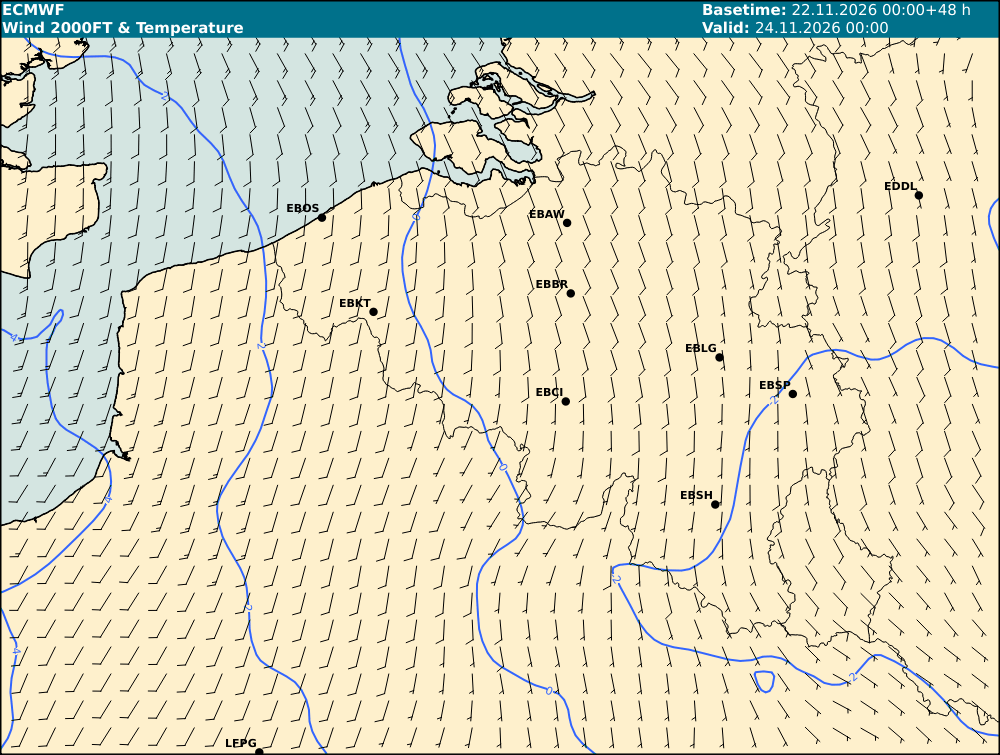 ECMWF
Basetime: 22.11.2026 00:00+48 h
Wind 2000FT & Temperature
Valid: 24.11.2026 00:00
2
EDDL
EBOS
EBAW
0
EBBR
EBKT
4
2
EBLG
EBSP
EBCI
-2
0
EBSH
4
-2
2
4
-2
0
LFPG